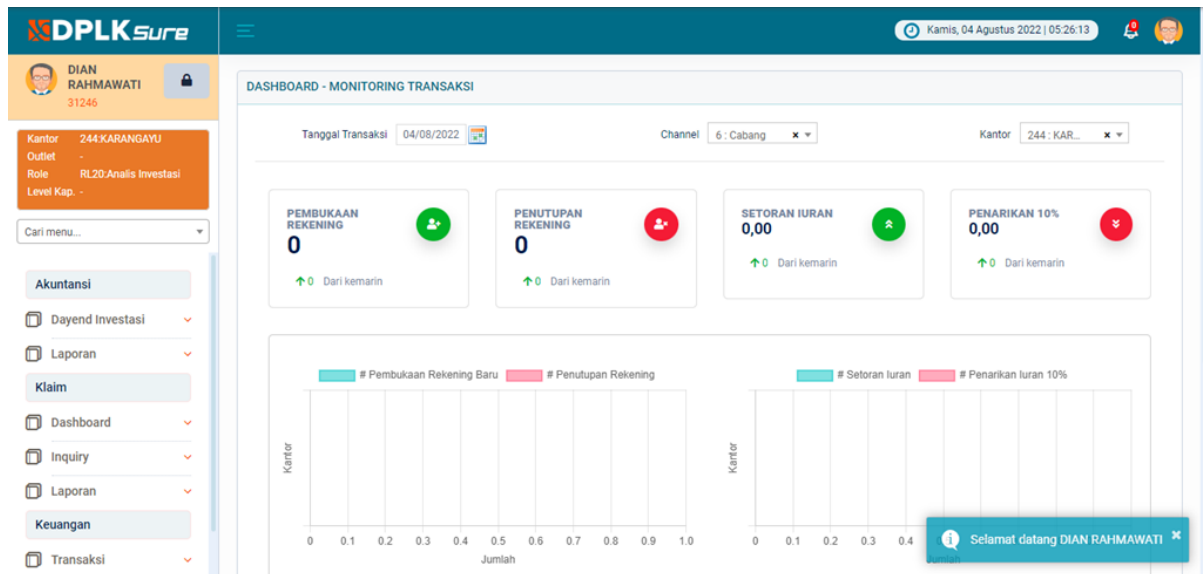 DPLKSure
Kamis, 04 Agustus 2022 | 05:26:13
DIAN
RAHMAWATI
31246
Kantor 244:KARANGAYU
Outlet -
Role RL20:Analis Investasi
Level Kap. -
Cari menu...
Akuntansi
Dayend Investasi
Laporan
Klaim
Dashboard
Inquiry
Laporan
Keuangan
Transaksi
DASHBOARD - MONITORING TRANSAKSI
Tanggal Transaksi 04/08/2022
Channel 6 : Cabang x
Kantor 244 : KAR... x
PEMBUKAAN
REKENING
0
0 Dari kemarin
PENUTUPAN
REKENING
0
0 Dari kemarin
SETORAN IURAN
0,00
0 Dari kemarin
PENARIKAN 10%
0,00
0 Dari kemarin
# Pembukaan Rekening Baru # Penutupan Rekening
Kantor
0 0.1 0.2 0.3 0.4 0.5 0.6 0.7 0.8 0.9 1.0
Jumlah
# Setoran Iuran # Penarikan Iuran 10%
Kantor
0 0.1 0.2 0.3 0.4
Jumlah
Selamat datang DIAN RAHMAWATI x